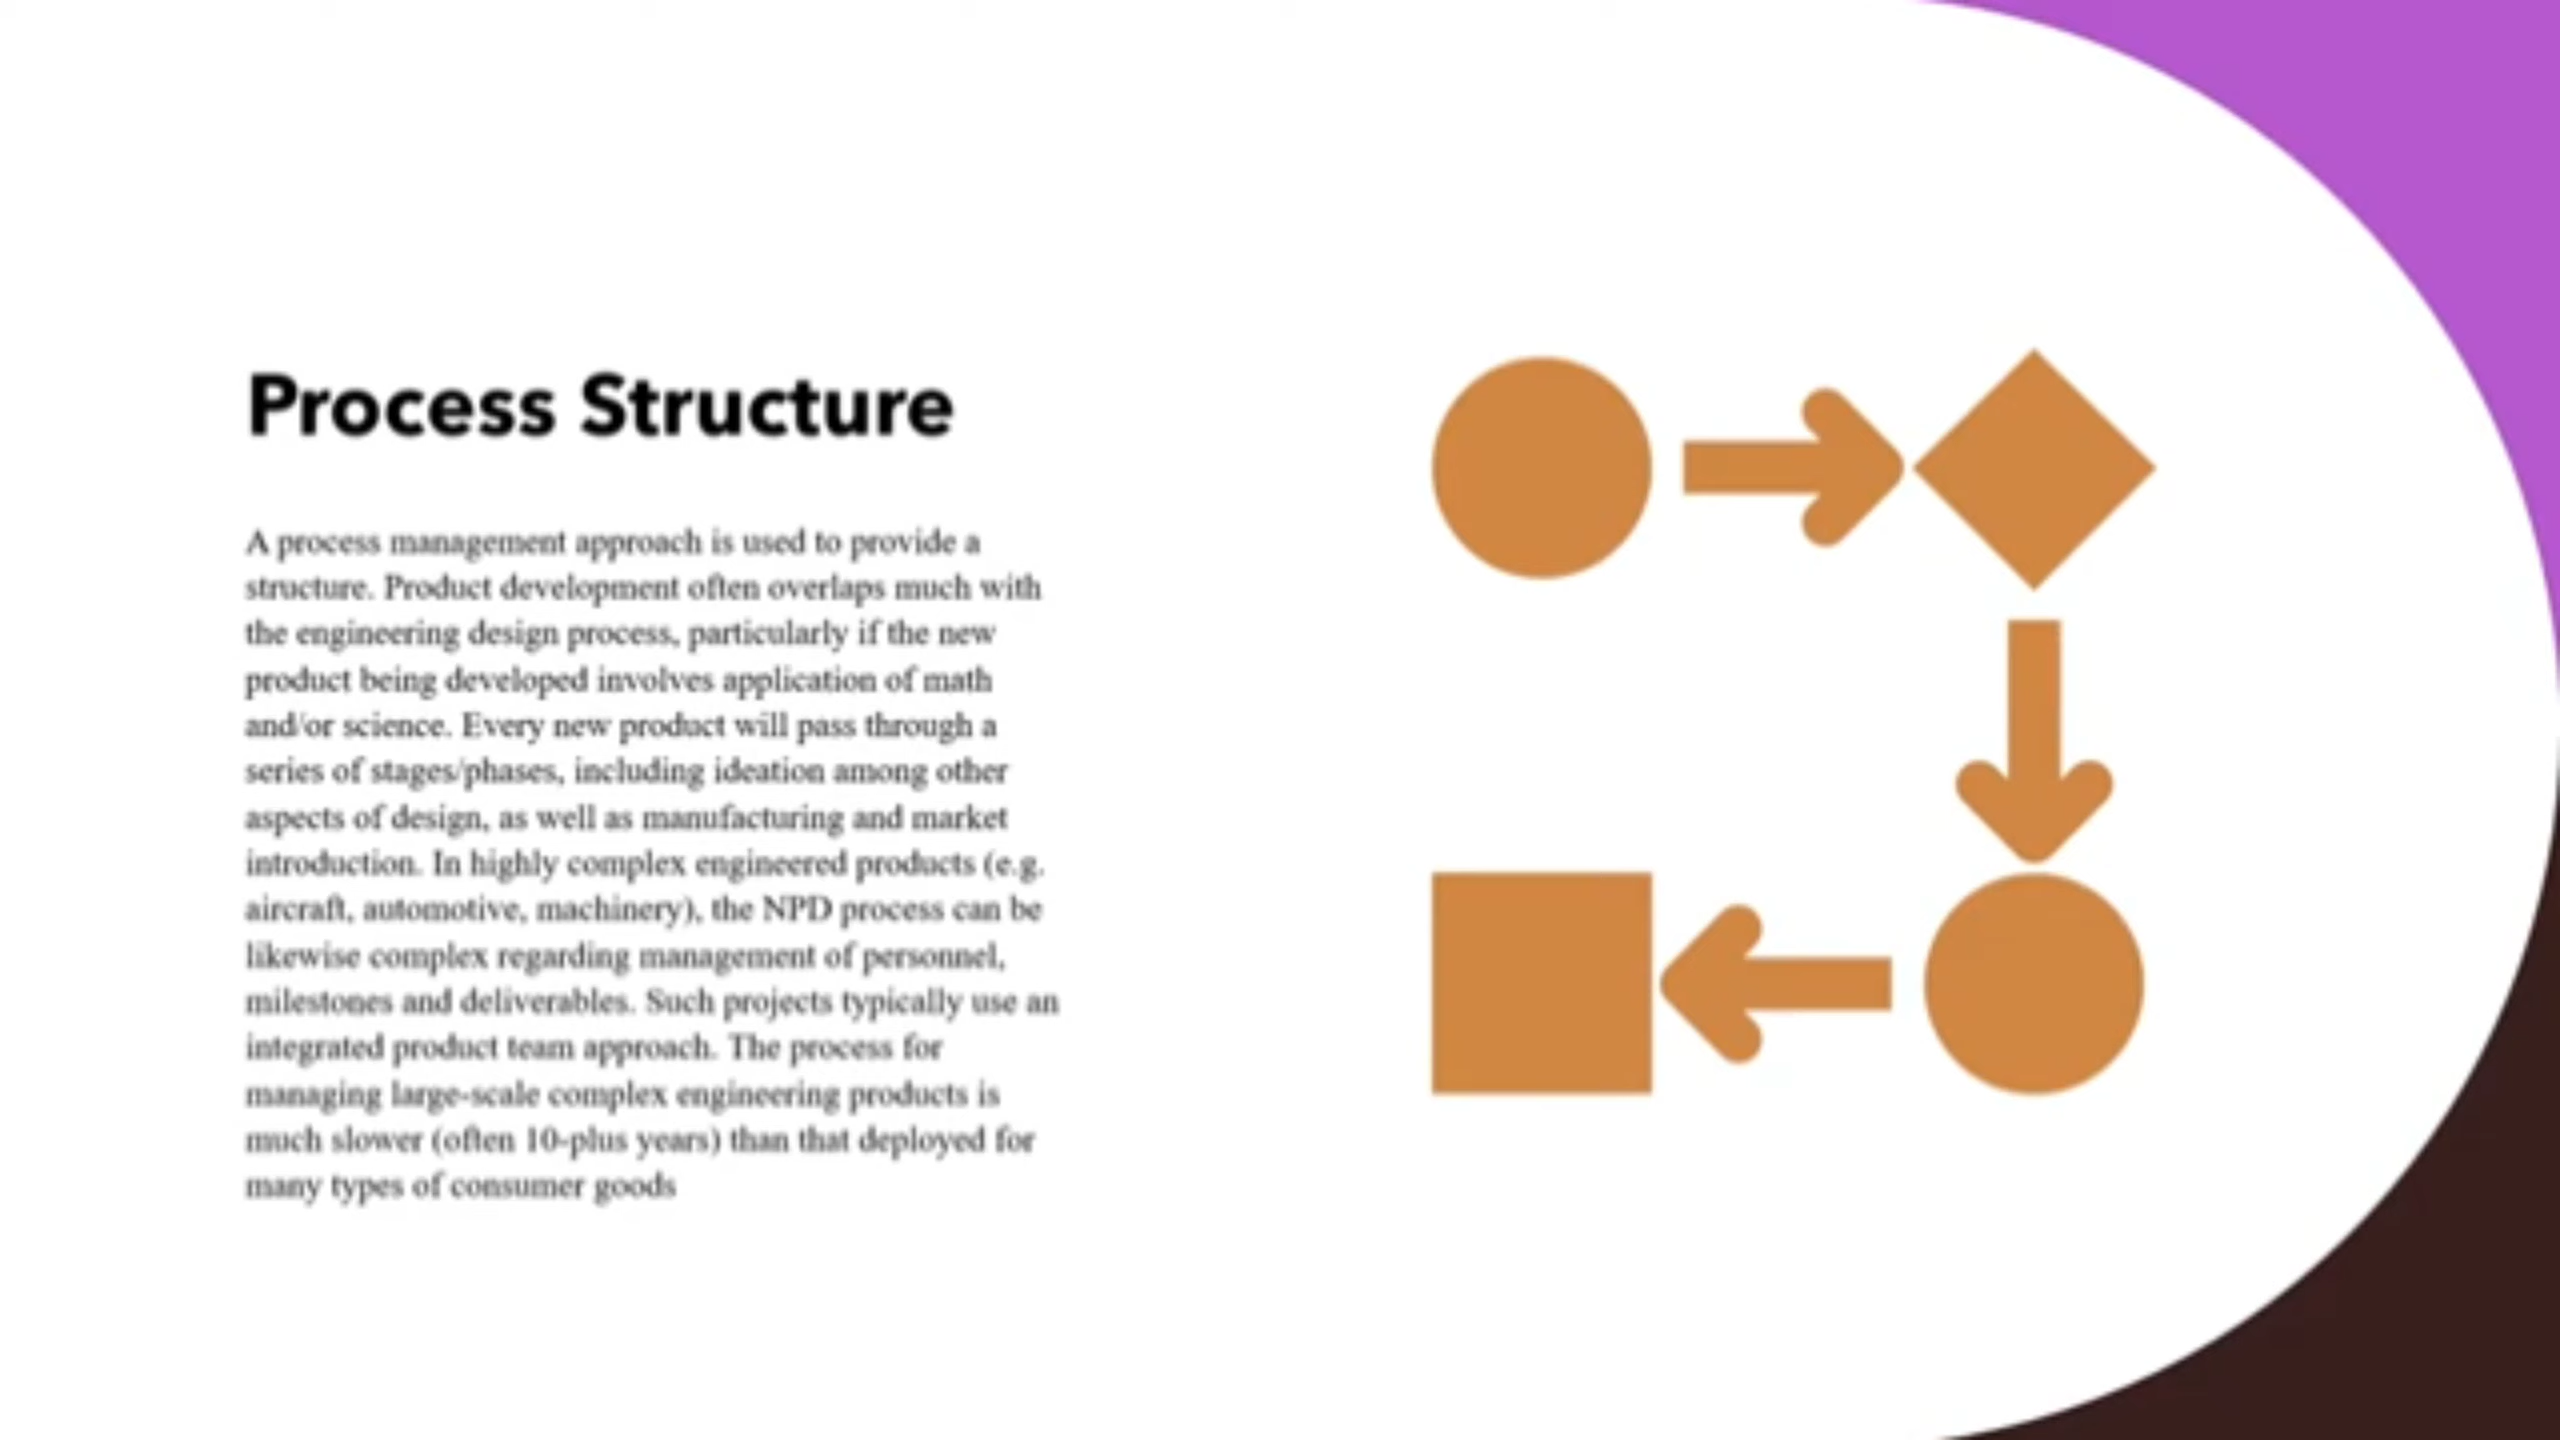 Process Structure
A process management approach is used to provide a
structure. Product development often overlaps much with
the engineering design process, particularly if the new
product being developed involves application of math
and/or science. Every new product will pass through a
series of stages/phases, including ideation among other
aspects of design, as well as manufacturing and market
introduction. In highly complex engineered products (e.g.
aircraft, automotive, machinery), the NPD process can be
likewise complex regarding management of personnel,
milestones and deliverables. Such projects typically use an
integrated product team approach. The process for
managing large-scale complex engineering products is
much slower (often 10-plus years) than that deployed for
many types of consumer goods